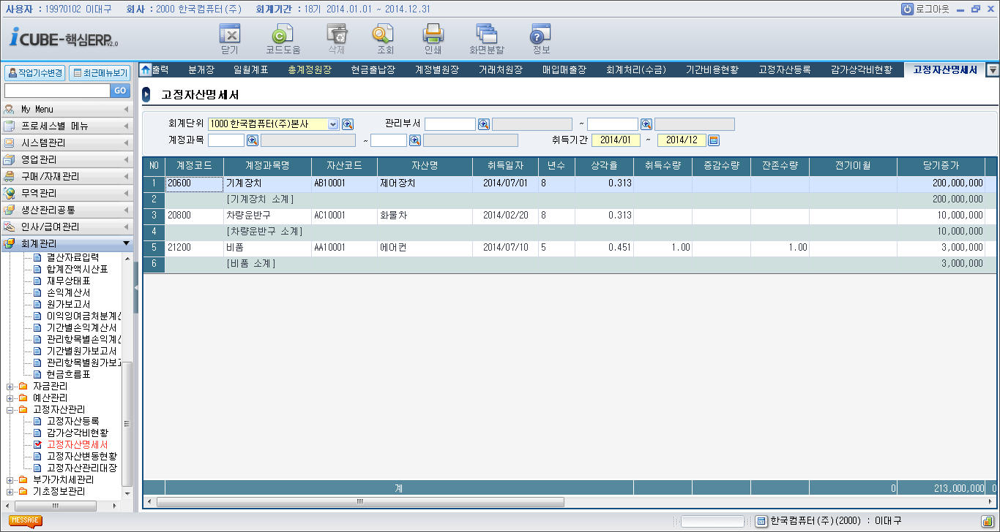 사용자 : 19970102 이대구 회사 : 2000 한국컴퓨터(주) 회계기간 : 18기 2014.01.01 ~ 2014.12.31 로그아웃
iCUBE-핵심ERP v2.0
닫기 코드도움 삭제 조회 인쇄 화면분할 정보
작업기수변경 최근메뉴보기
출력 분개장 일월계표 총계정원장 현금출납장 계정별원장 거래처원장 매입매출장 회계처리(수금) 기간비용현황 고정자산등록 감가상각비현황 고정자산명세서
GO
고정자산명세서
My Menu
프로세스별 메뉴
시스템관리
영업관리
구매/자재관리
무역관리
생산관리공통
인사/급여관리
회계관리
결산자료입력
합계잔액시산표
재무상태표
손익계산서
원가보고서
이익잉여금처분계산
기간별손익계산서
관리항목별손익계산
기간별원가보고서
관리항목별원가보고
현금흐름표
자금관리
예산관리
고정자산관리
고정자산등록
감가상각비현황
고정자산명세서
고정자산변동현황
고정자산관리대장
부가가치세관리
기초정보관리
회계단위 1000 한국컴퓨터(주)본사 관리부서 ~
계정과목 ~ 취득기간 2014/01 ~ 2014/12
NO 계정코드 계정과목명 자산코드 자산명 취득일자 년수 상각율 취득수량 증감수량 잔존수량 전기이월 당기증가
1 20600 기계장치 AB10001 제어장치 2014/07/01 8 0.313 200,000,000
2 [기계장치 소계] 200,000,000
3 20800 차량운반구 AC10001 화물차 2014/02/20 8 0.313 10,000,000
4 [차량운반구 소계] 10,000,000
5 21200 비품 AA10001 에어컨 2014/07/10 5 0.451 1.00 1.00 3,000,000
6 [비품 소계] 3,000,000
계 0 213,000,000 0
MESSAGE
한국컴퓨터(주)(2000) : 이대구